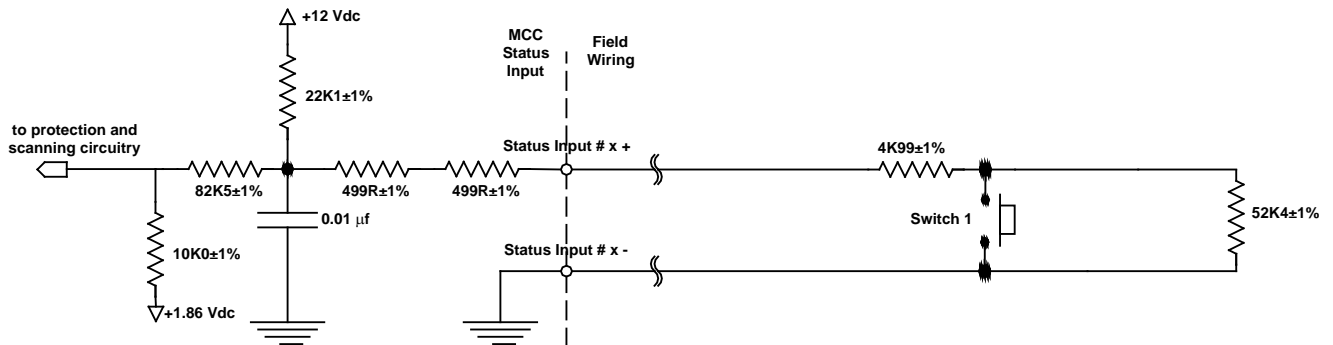 +12 Vdc
MCC
Status
Input
Field
Wiring
22K1±1%
to protection and
scanning circuitry
Status Input # x +
4K99±1%
82K5±1%
499R±1%
499R±1%
0.01 μf
Switch 1
52K4±1%
10K0±1%
Status Input # x -
+1.86 Vdc